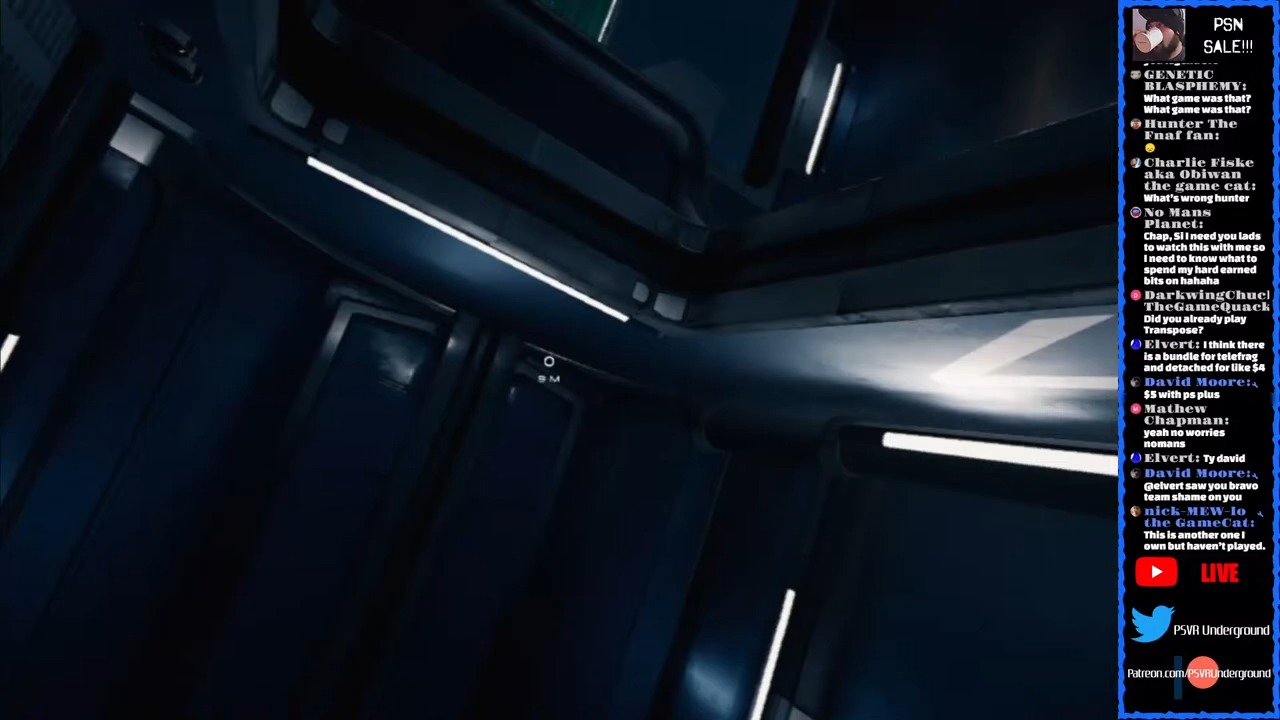 9 M
PSN
SALE!!!
GENETIC
BLASPHEMY:
What game was that?
What game was that?
Hunter The
Fnaf fan:
Charlie Fiske
aka Obiwan
the game cat:
What's wrong hunter
No Mans
Planet:
Chap, Si I need you lads
to watch this with me so
I need to know what to
spend my hard earned
bits on hahaha
DarkwingChuc
TheGameQuack
Did you already play
Transpose?
Elvert: I think there
is a bundle for telefrag
and detached for like $4
David Moore:
$5 with ps plus
Mathew
Chapman:
yeah no worries
nomans
Elvert: Ty david
David Moore:
@elvert saw you bravo
team shame on you
nick-MEW-lo
the GameCat:
This is another one I
own but haven't played.
LIVE
PSVR Underground
Patreon.com/PSVRUnderground